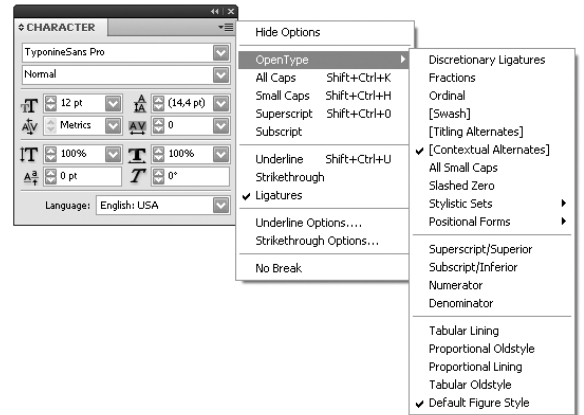 CHARACTER
TyponineSans Pro
Normal
12 pt
(14,4 pt)
Metrics
0
100%
100%
0 pt
0°
Language: English: USA
Hide Options
OpenType
All Caps Shift+Ctrl+K
Small Caps Shift+Ctrl+H
Superscript Shift+Ctrl+0
Subscript
Underline Shift+Ctrl+U
Strikethrough
Ligatures
Underline Options....
Strikethrough Options...
No Break
Discretionary Ligatures
Fractions
Ordinal
[Swash]
[Titling Alternates]
[Contextual Alternates]
All Small Caps
Slashed Zero
Stylistic Sets
Positional Forms
Superscript/Superior
Subscript/Inferior
Numerator
Denominator
Tabular Lining
Proportional Oldstyle
Proportional Lining
Tabular Oldstyle
Default Figure Style